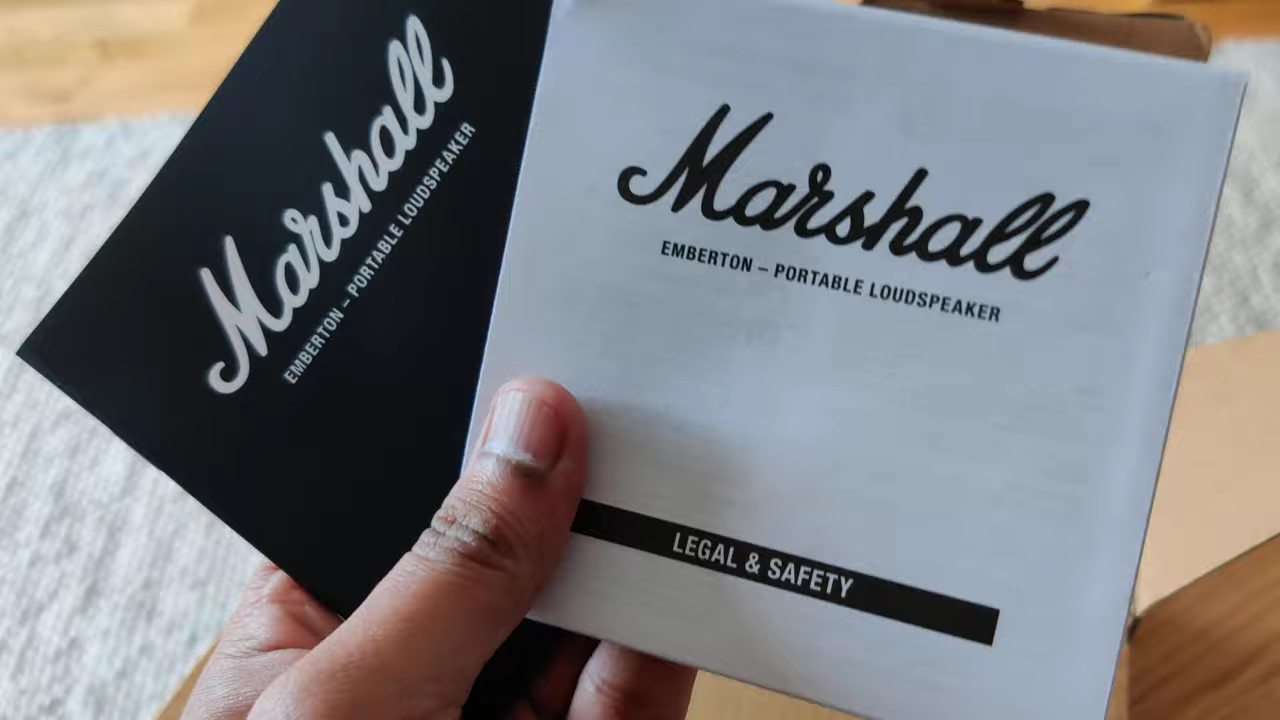 Marshall
EMBERTON – PORTABLE LOUDSPEAKER
Marshall
EMBERTON – PORTABLE LOUDSPEAKER
LEGAL & SAFETY